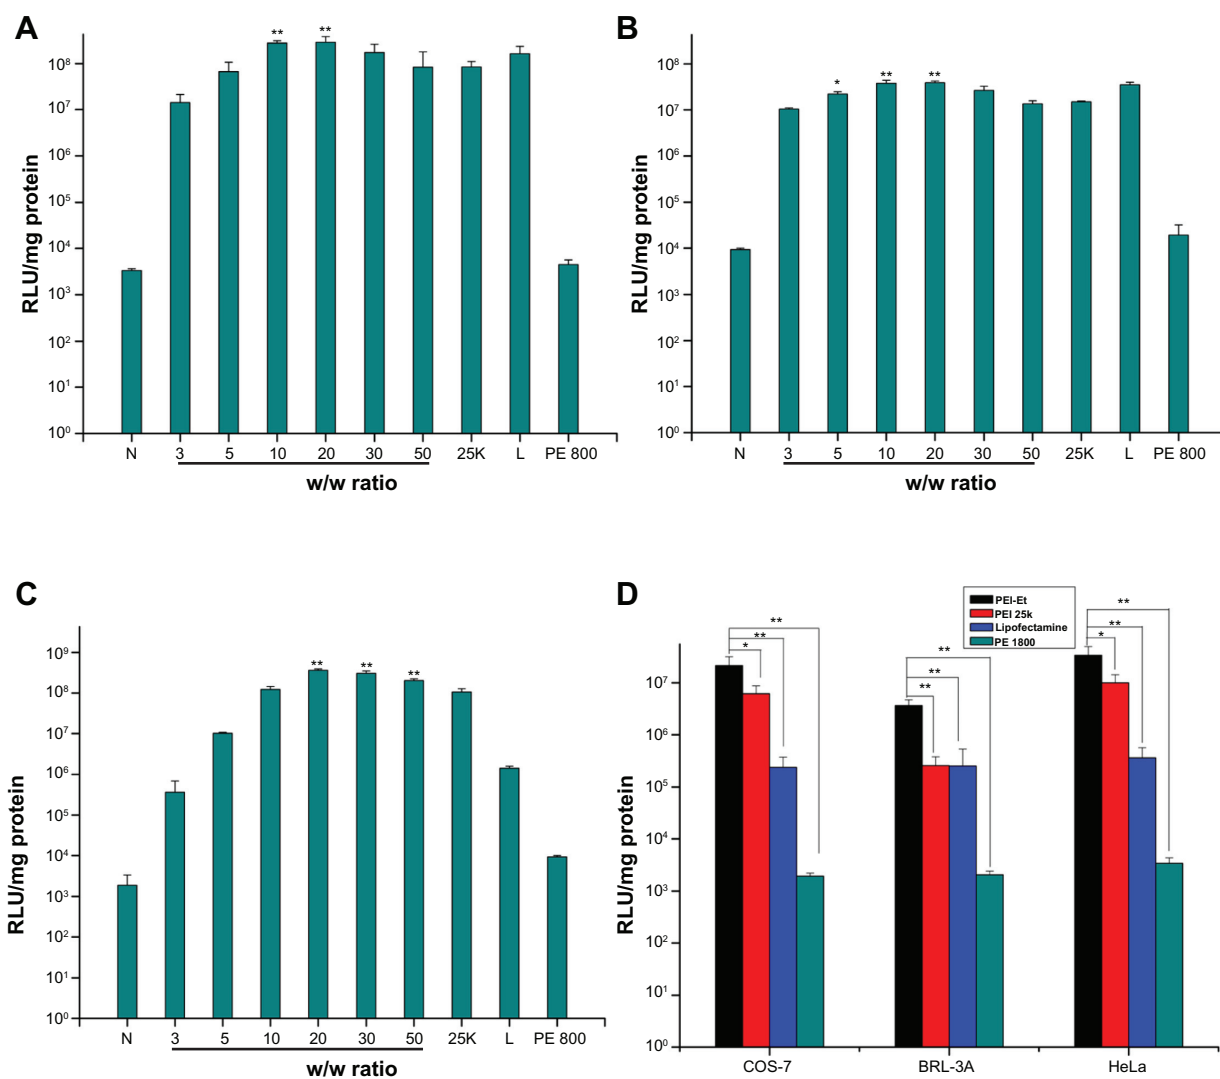 A
** **
10⁸
10⁷
10⁶
10⁵
10⁴
10³
10²
10¹
10⁰
RLU/mg protein
N 3 5 10 20 30 50 25K L PE 800
w/w ratio
B
* ** **
10⁸
10⁷
10⁶
10⁵
10⁴
10³
10²
10¹
10⁰
RLU/mg protein
N 3 5 10 20 30 50 25K L PE 800
w/w ratio
C
** ** **
10⁹
10⁸
10⁷
10⁶
10⁵
10⁴
10³
10²
10¹
10⁰
RLU/mg protein
N 3 5 10 20 30 50 25K L PE 800
w/w ratio
D
PEI-Et
PEI 25k
Lipofectamine
PE 1800
** ** *
** ** **
** ** *
10⁷
10⁶
10⁵
10⁴
10³
10²
10¹
10⁰
RLU/mg protein
COS-7 BRL-3A HeLa